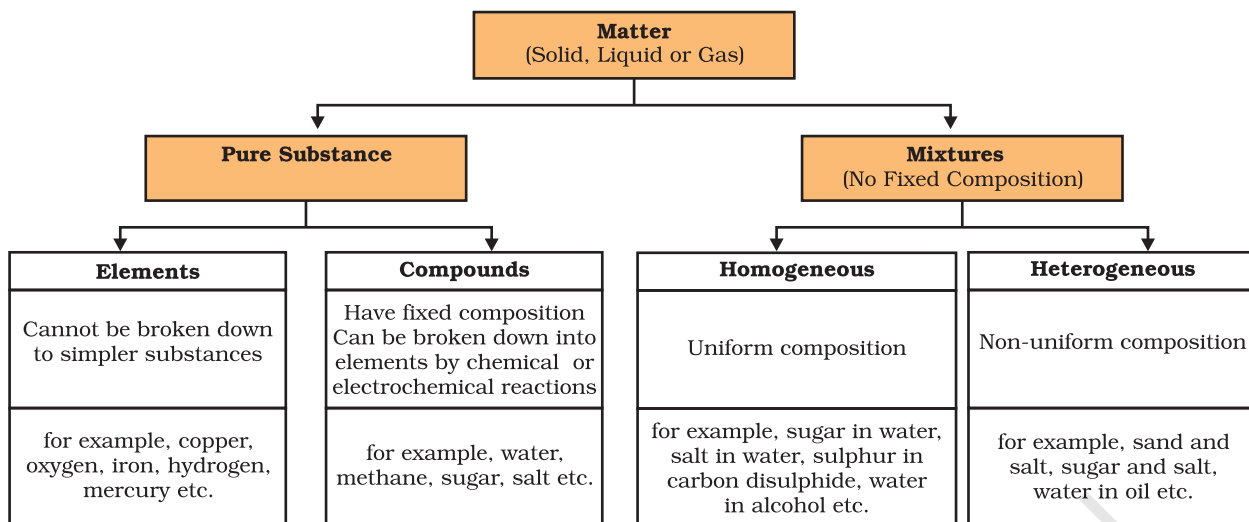 Matter
(Solid, Liquid or Gas)
Pure Substance
Mixtures
(No Fixed Composition)
Elements
Cannot be broken down
to simpler substances
for example, copper,
oxygen, iron, hydrogen,
mercury etc.
Compounds
Have fixed composition
Can be broken down into
elements by chemical or
electrochemical reactions
for example, water,
methane, sugar, salt etc.
Homogeneous
Uniform composition
for example, sugar in water,
salt in water, sulphur in
carbon disulphide, water
in alcohol etc.
Heterogeneous
Non-uniform composition
for example, sand and
salt, sugar and salt,
water in oil etc.